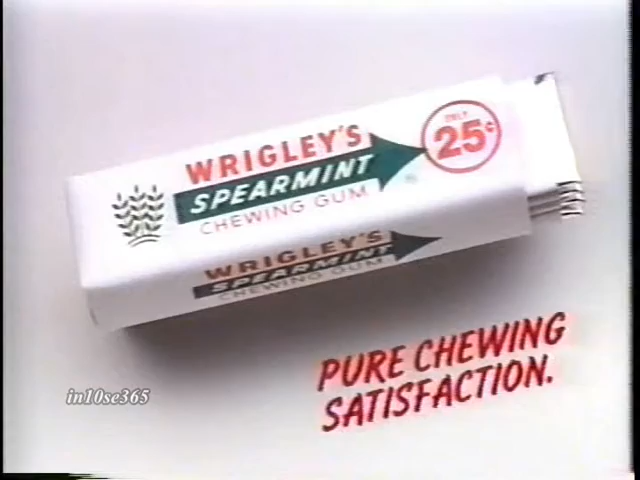 WRIGLEY'S
SPEARMINT
CHEWING GUM
ONLY
25¢
WRIGLEY'S
SPEARMINT
CHEWING GUM
PURE CHEWING
SATISFACTION.
in10se365